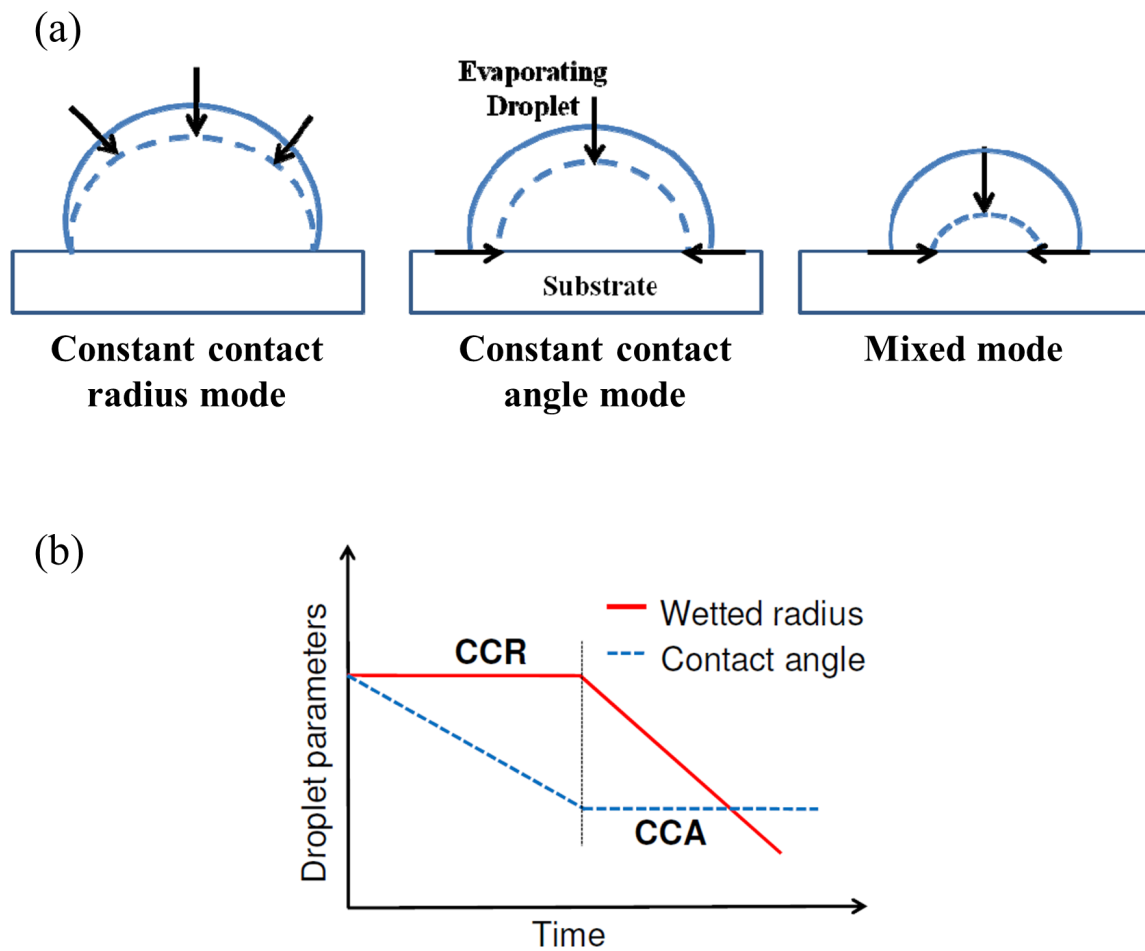 (a)
Evaporating
Droplet
Substrate
Constant contact
radius mode
Constant contact
angle mode
Mixed mode
(b)
Droplet parameters
CCR
Wetted radius
Contact angle
CCA
Time